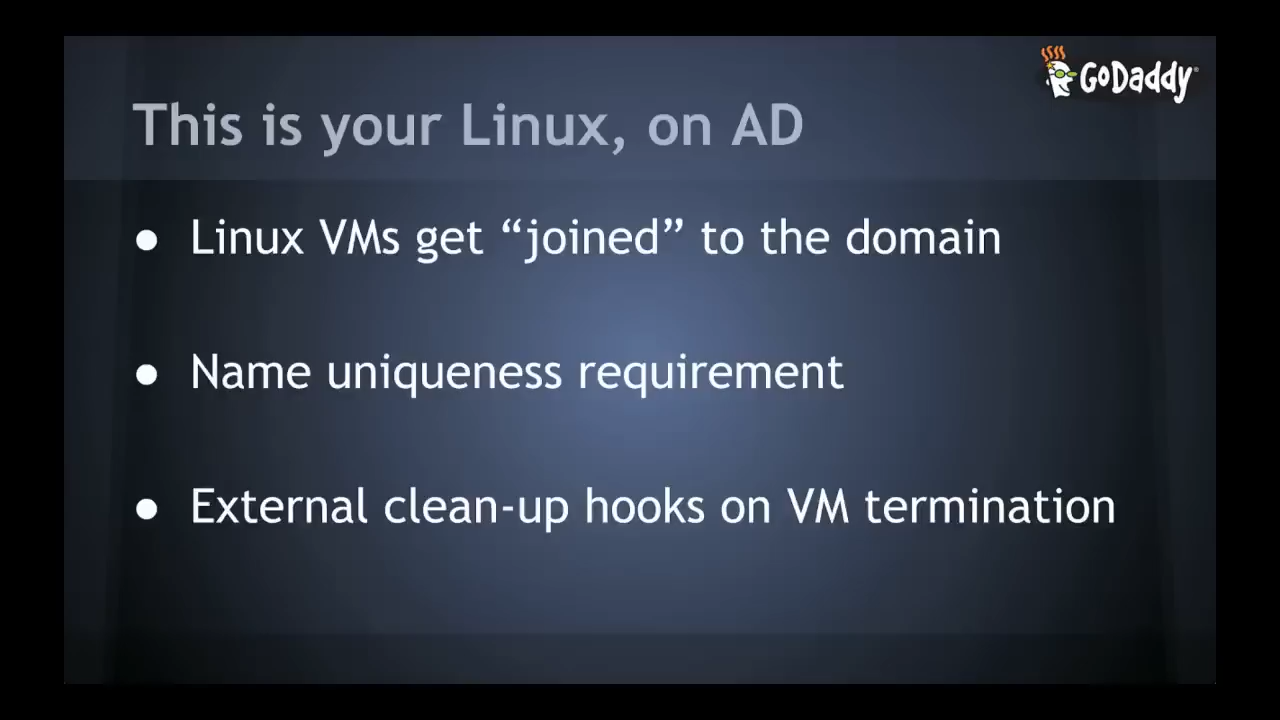 GoDaddy
This is your Linux, on AD
● Linux VMs get “joined” to the domain
● Name uniqueness requirement
● External clean-up hooks on VM termination